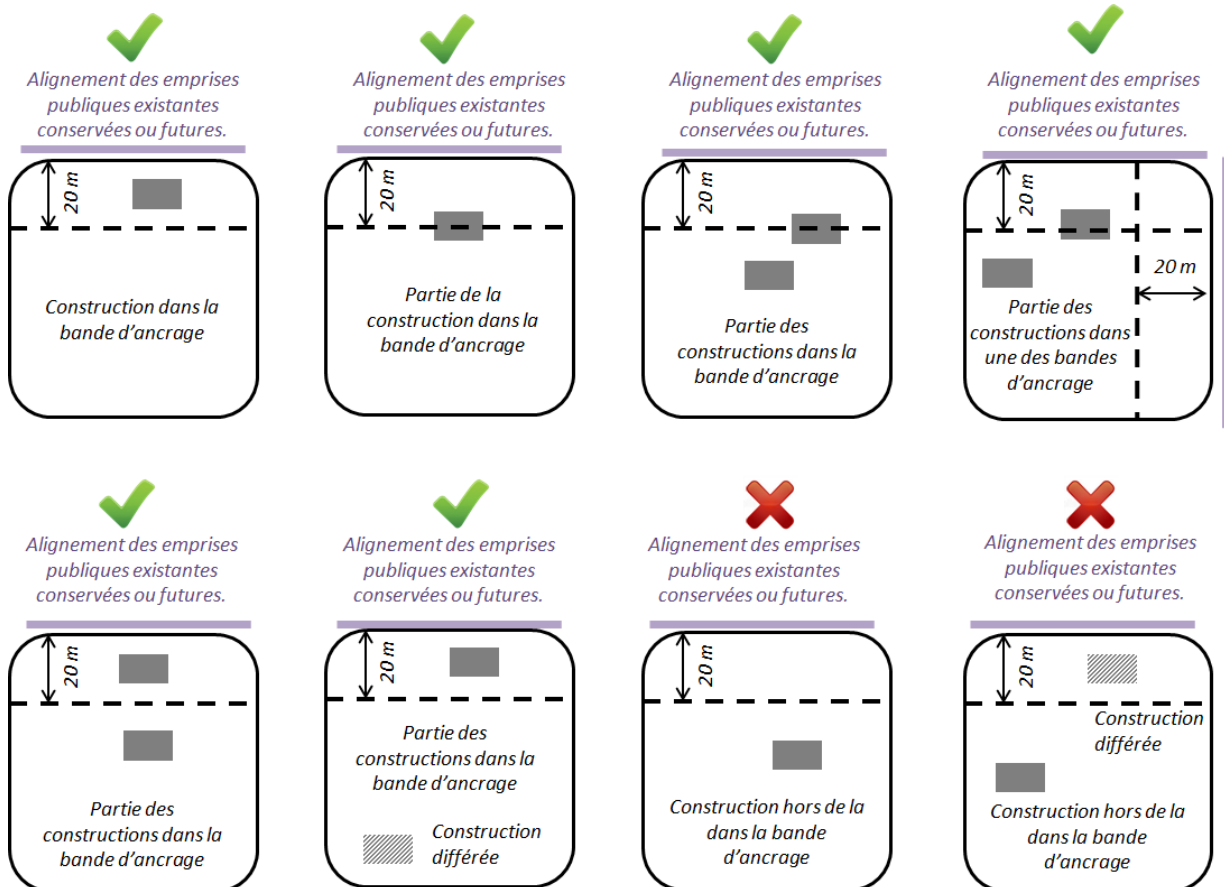 Alignement des emprises
publiques existantes
conservées ou futures.
20 m
Construction dans la
bande d'ancrage
Alignement des emprises
publiques existantes
conservées ou futures.
20 m
Partie de la
construction dans la
bande d'ancrage
Alignement des emprises
publiques existantes
conservées ou futures.
20 m
Partie des
constructions dans la
bande d'ancrage
Alignement des emprises
publiques existantes
conservées ou futures.
20 m
20 m
Partie des
constructions dans
une des bandes
d'ancrage
Alignement des emprises
publiques existantes
conservées ou futures.
20 m
Partie des
constructions dans la
bande d'ancrage
Alignement des emprises
publiques existantes
conservées ou futures.
20 m
Partie des
constructions dans la
bande d'ancrage
Construction
différée
Alignement des emprises
publiques existantes
conservées ou futures.
20 m
Construction hors de la
dans la bande
d'ancrage
Alignement des emprises
publiques existantes
conservées ou futures.
20 m
Construction
différée
Construction hors de la
dans la bande
d'ancrage